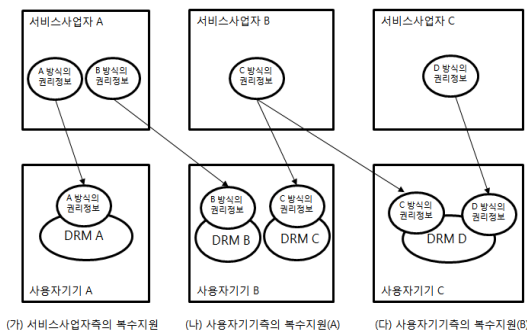 서비스사업자 A
서비스사업자 B
서비스사업자 C
A 방식의
권리정보
B 방식의
권리정보
C 방식의
권리정보
D 방식의
권리정보
A 방식의
권리정보
DRM A
B 방식의
권리정보
C 방식의
권리정보
DRM B
DRM C
C 방식의
권리정보
D 방식의
권리정보
DRM D
사용자기기 A
사용자기기 B
사용자기기 C
(가) 서비스사업자측의 복수지원
(나) 사용자기기측의 복수지원(A)
(다) 사용자기기측의 복수지원(B)